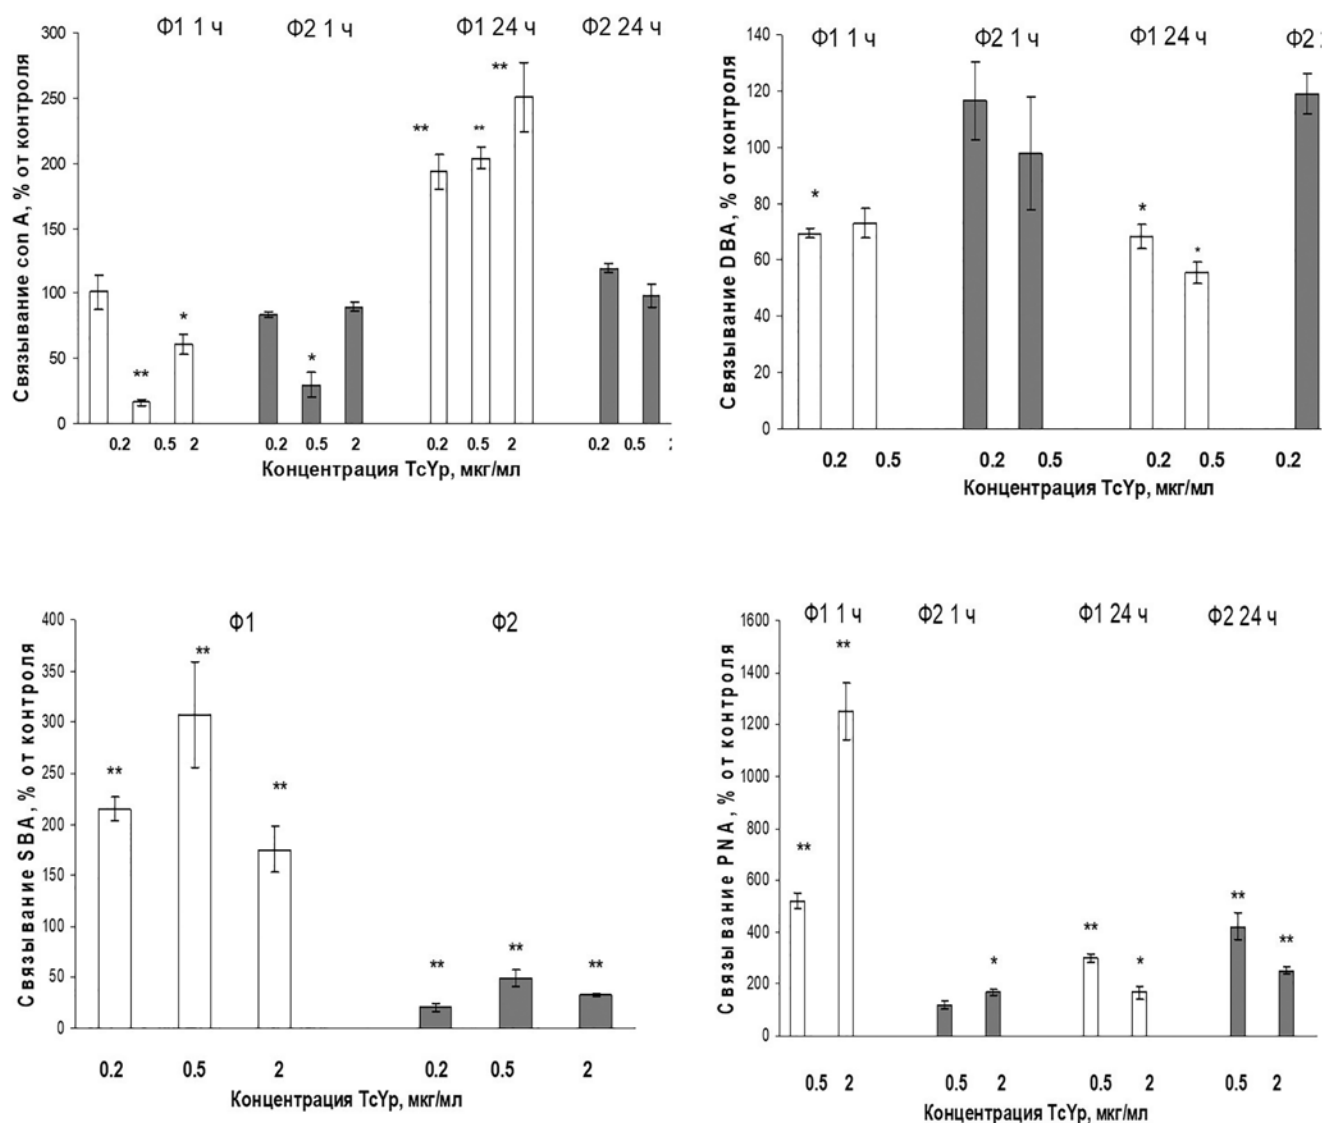 Ф1 1 ч Ф2 1 ч Ф1 24 ч Ф2 24 ч
Связывание con A, % от контроля
300
250
200
150
100
50
0
** ** **
** * *
0.2 0.5 2 0.2 0.5 2 0.2 0.5 2 0.2 0.5
Концентрация TcYp, мкг/мл
Ф1 1 ч Ф2 1 ч Ф1 24 ч Ф2
Связывание DBA, % от контроля
140
120
100
80
60
40
20
0
* * *
0.2 0.5 0.2 0.5 0.2 0.5 0.2
Концентрация TcYp, мкг/мл
Ф1 Ф2
Связывание SBA, % от контроля
400
350
300
250
200
150
100
50
0
** ** ** ** ** **
0.2 0.5 2 0.2 0.5 2
Концентрация TcYp, мкг/мл
Ф1 1 ч Ф2 1 ч Ф1 24 ч Ф2 24 ч
Связывание PNA, % от контроля
1600
1400
1200
1000
800
600
400
200
0
** ** * ** * ** **
0.5 2 0.5 2 0.5 2 0.5 2
Концентрация TcYp, мкг/мл